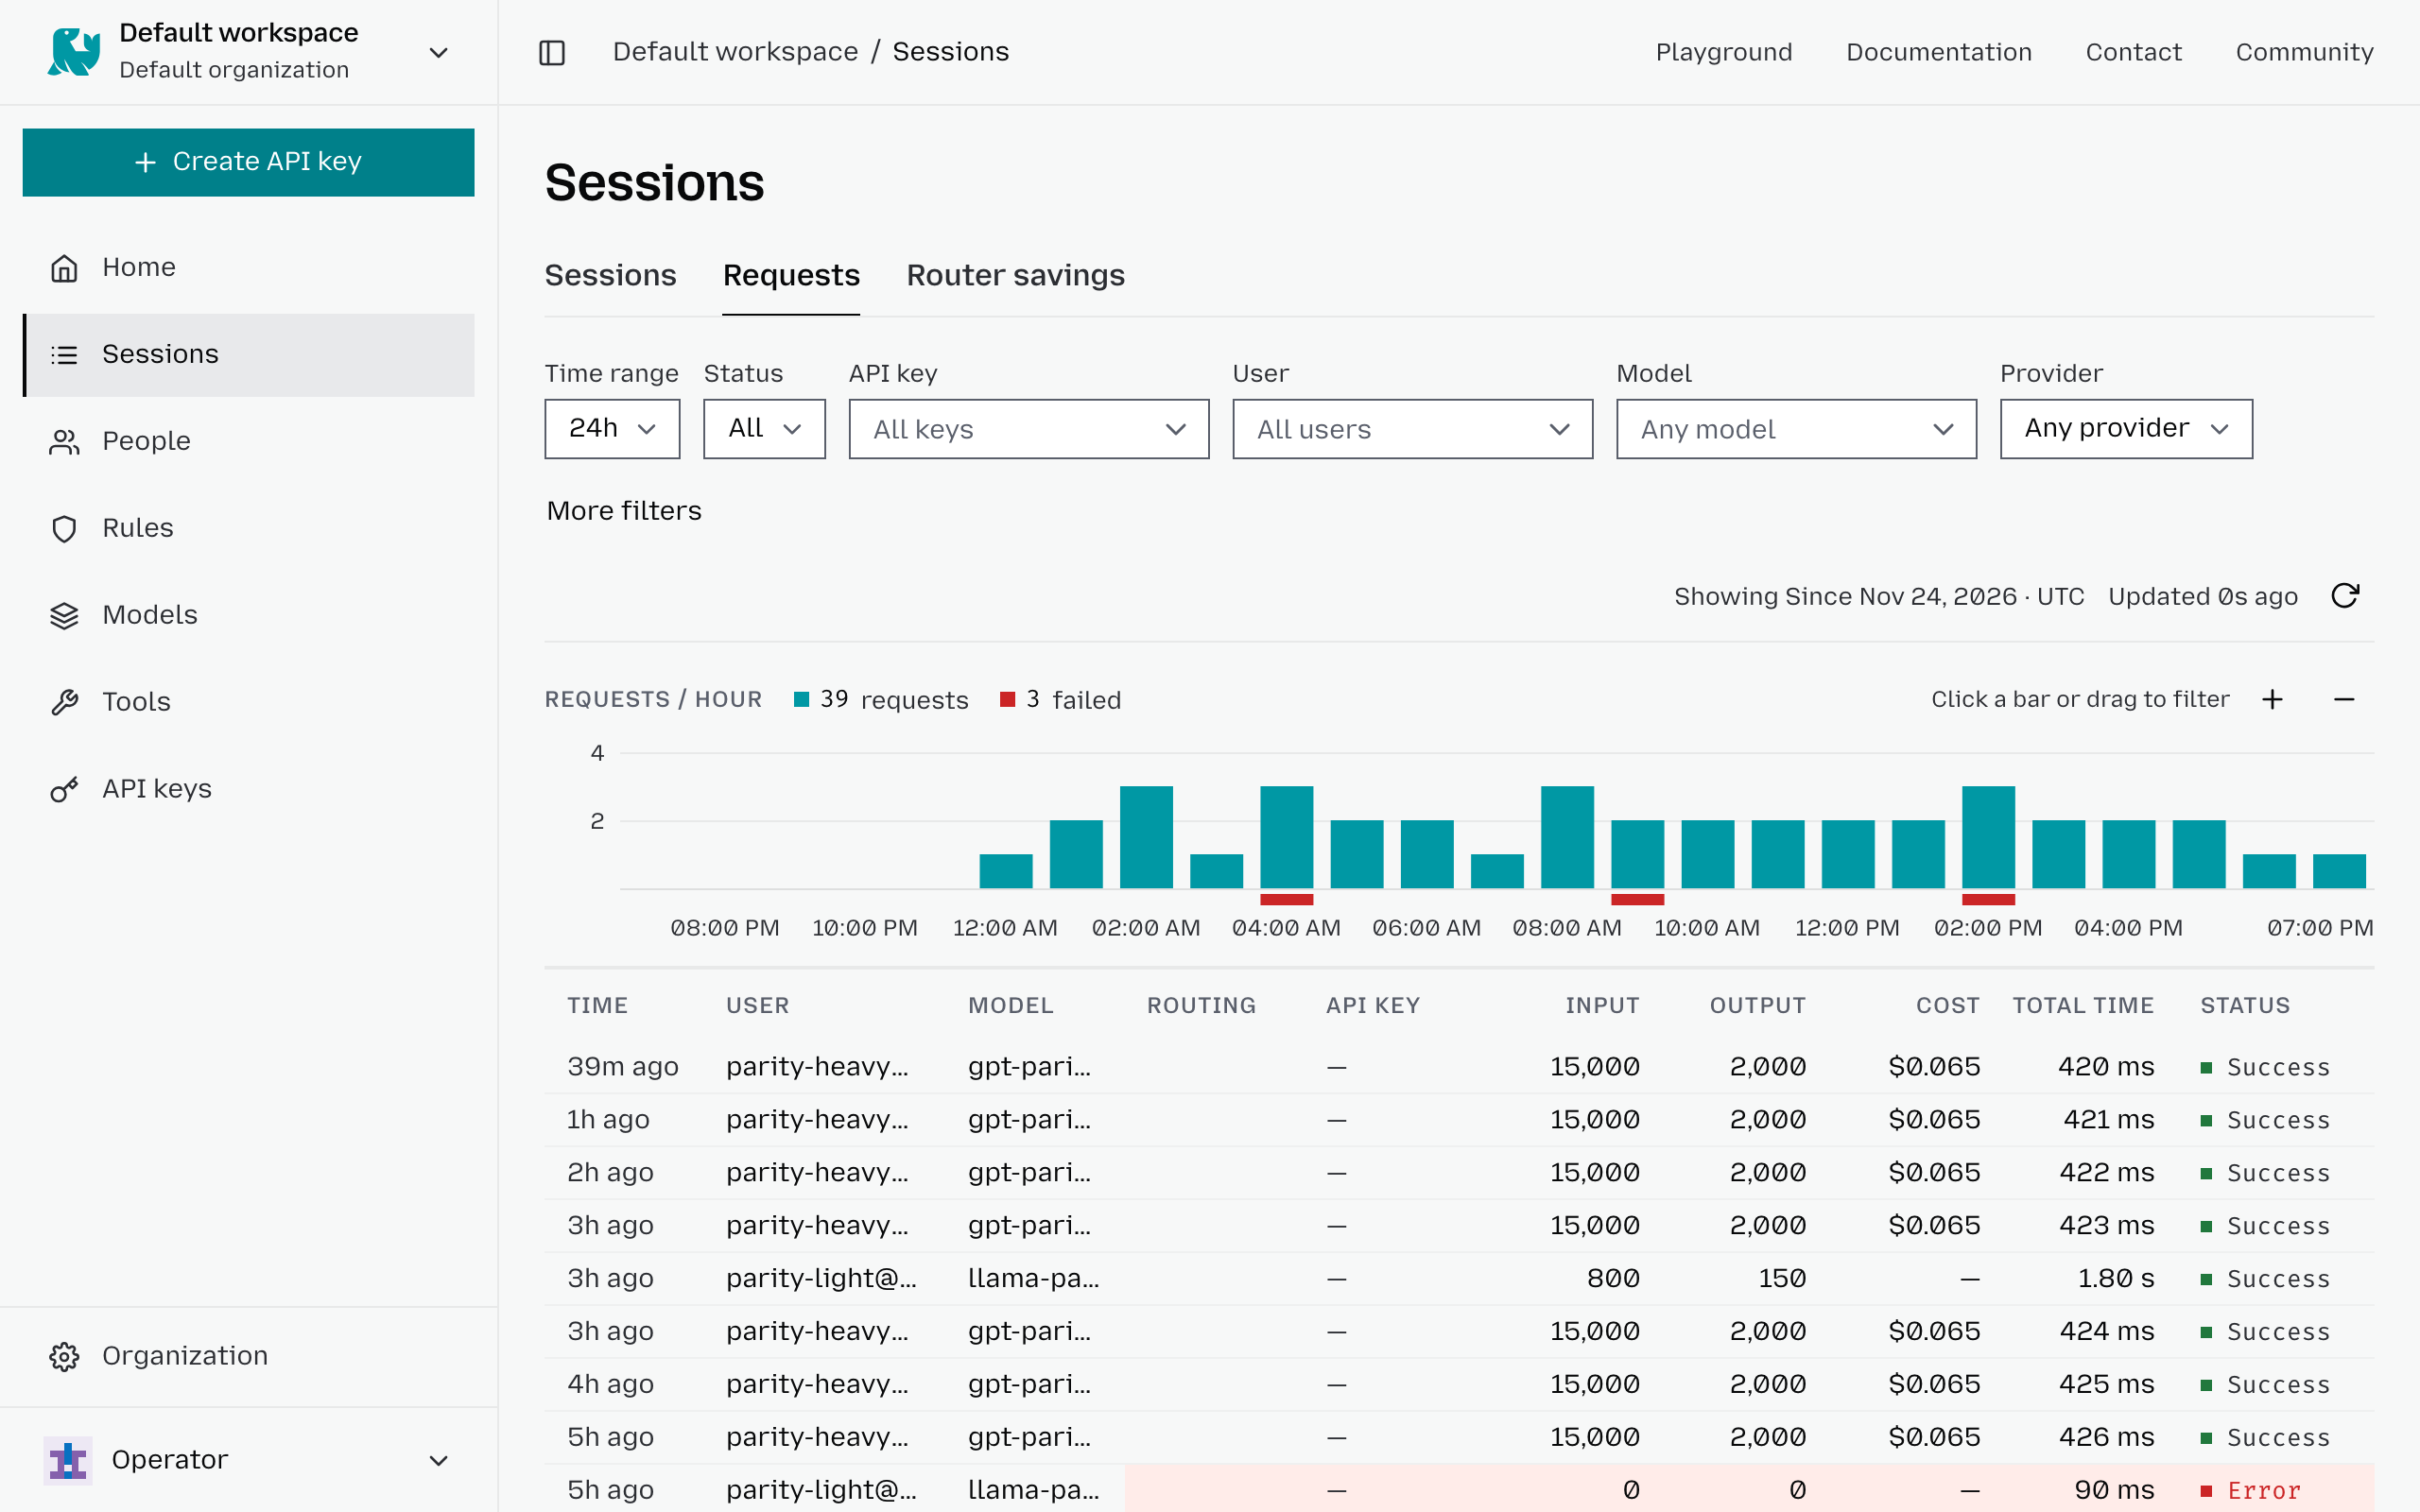 Default workspace
Default organization
Default workspace / Sessions
Playground Documentation Contact Community
+ Create API key
Home
Sessions
People
Rules
Models
Tools
API keys
Organization
Operator
Sessions
Sessions Requests Router savings
Time range Status API key User Model Provider
24h All All keys All users Any model Any provider
More filters
Showing Since Nov 24, 2026 · UTC Updated 0s ago
REQUESTS / HOUR 39 requests 3 failed Click a bar or drag to filter + −
4
2
08:00 PM 10:00 PM 12:00 AM 02:00 AM 04:00 AM 06:00 AM 08:00 AM 10:00 AM 12:00 PM 02:00 PM 04:00 PM 07:00 PM
TIME USER MODEL ROUTING API KEY INPUT OUTPUT COST TOTAL TIME STATUS
39m ago parity-heavy... gpt-pari... — 15,000 2,000 $0.065 420 ms Success
1h ago parity-heavy... gpt-pari... — 15,000 2,000 $0.065 421 ms Success
2h ago parity-heavy... gpt-pari... — 15,000 2,000 $0.065 422 ms Success
3h ago parity-heavy... gpt-pari... — 15,000 2,000 $0.065 423 ms Success
3h ago parity-light@... llama-pa... — 800 150 — 1.80 s Success
3h ago parity-heavy... gpt-pari... — 15,000 2,000 $0.065 424 ms Success
4h ago parity-heavy... gpt-pari... — 15,000 2,000 $0.065 425 ms Success
5h ago parity-heavy... gpt-pari... — 15,000 2,000 $0.065 426 ms Success
5h ago parity-light@... llama-pa... — 0 0 — 90 ms Error